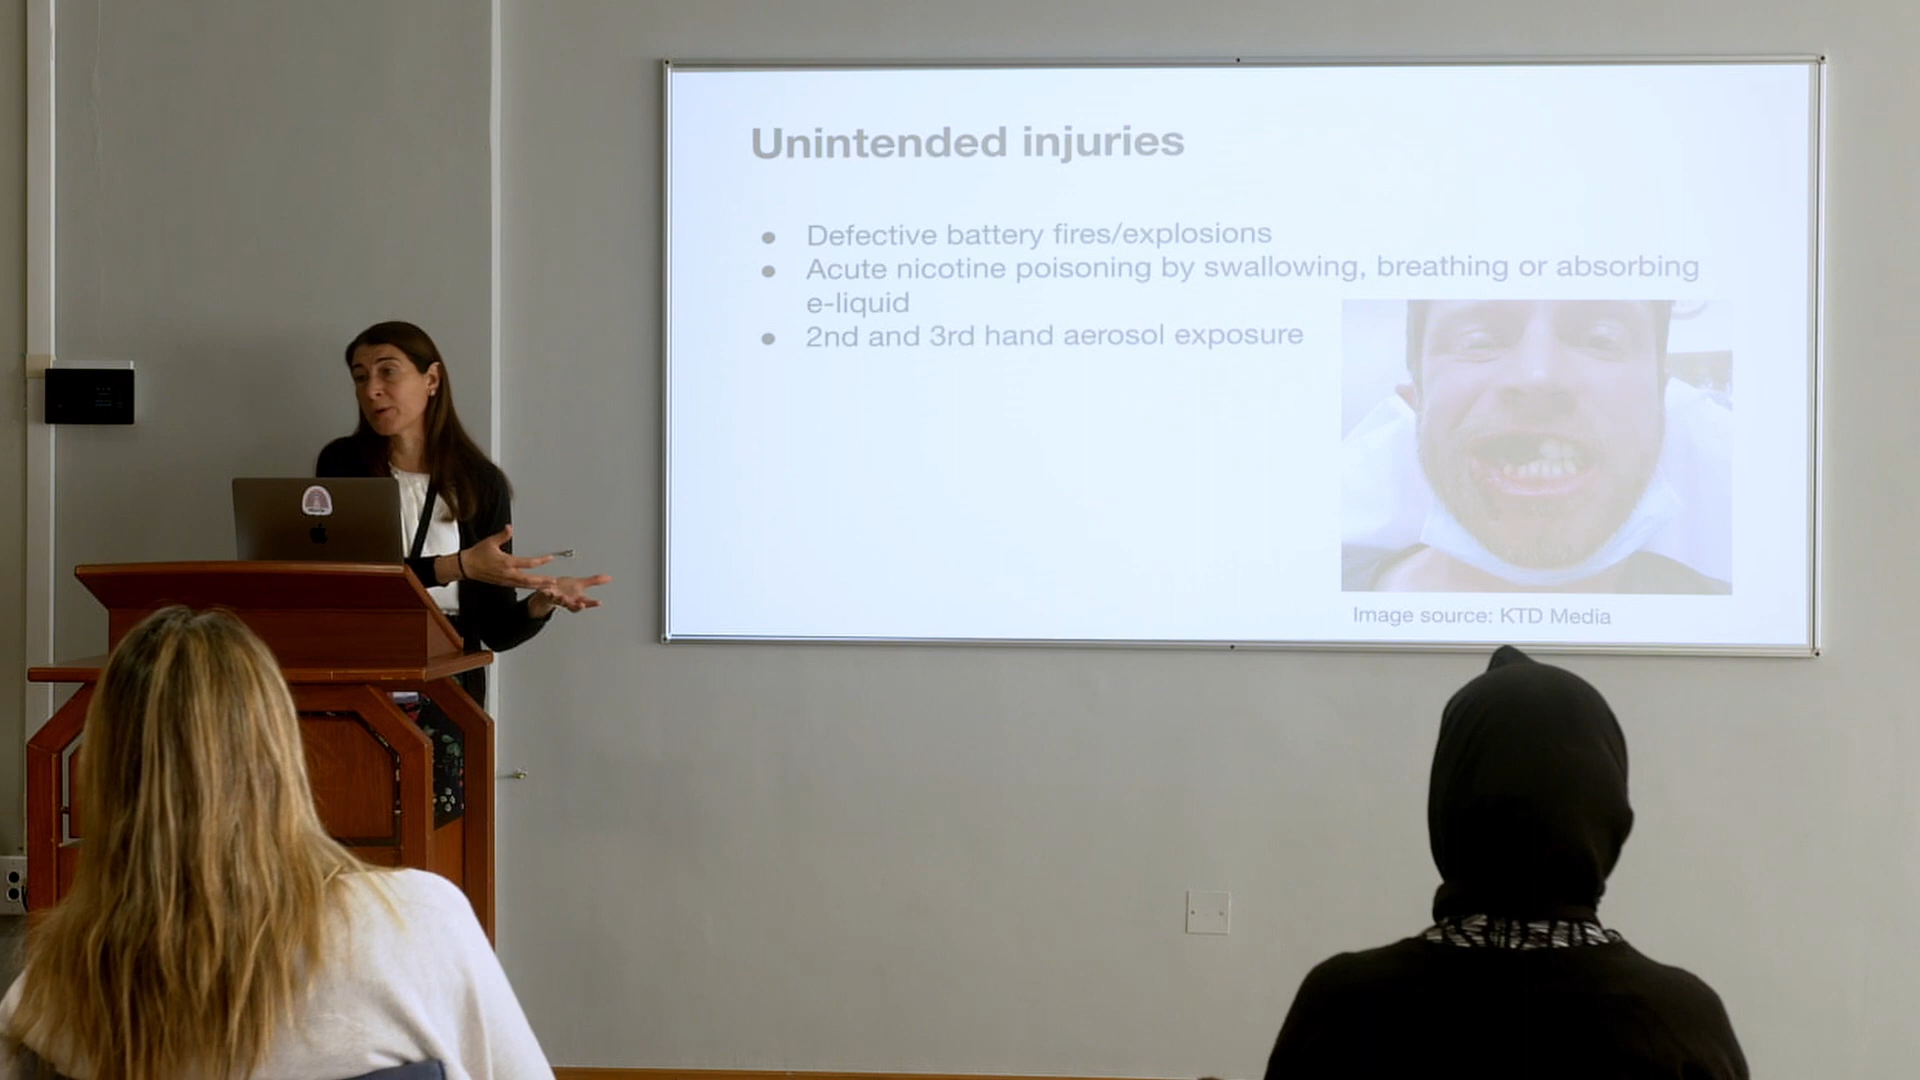 Unintended injuries
● Defective battery fires/explosions
● Acute nicotine poisoning by swallowing, breathing or absorbing
e-liquid
● 2nd and 3rd hand aerosol exposure
Image source: KTD Media